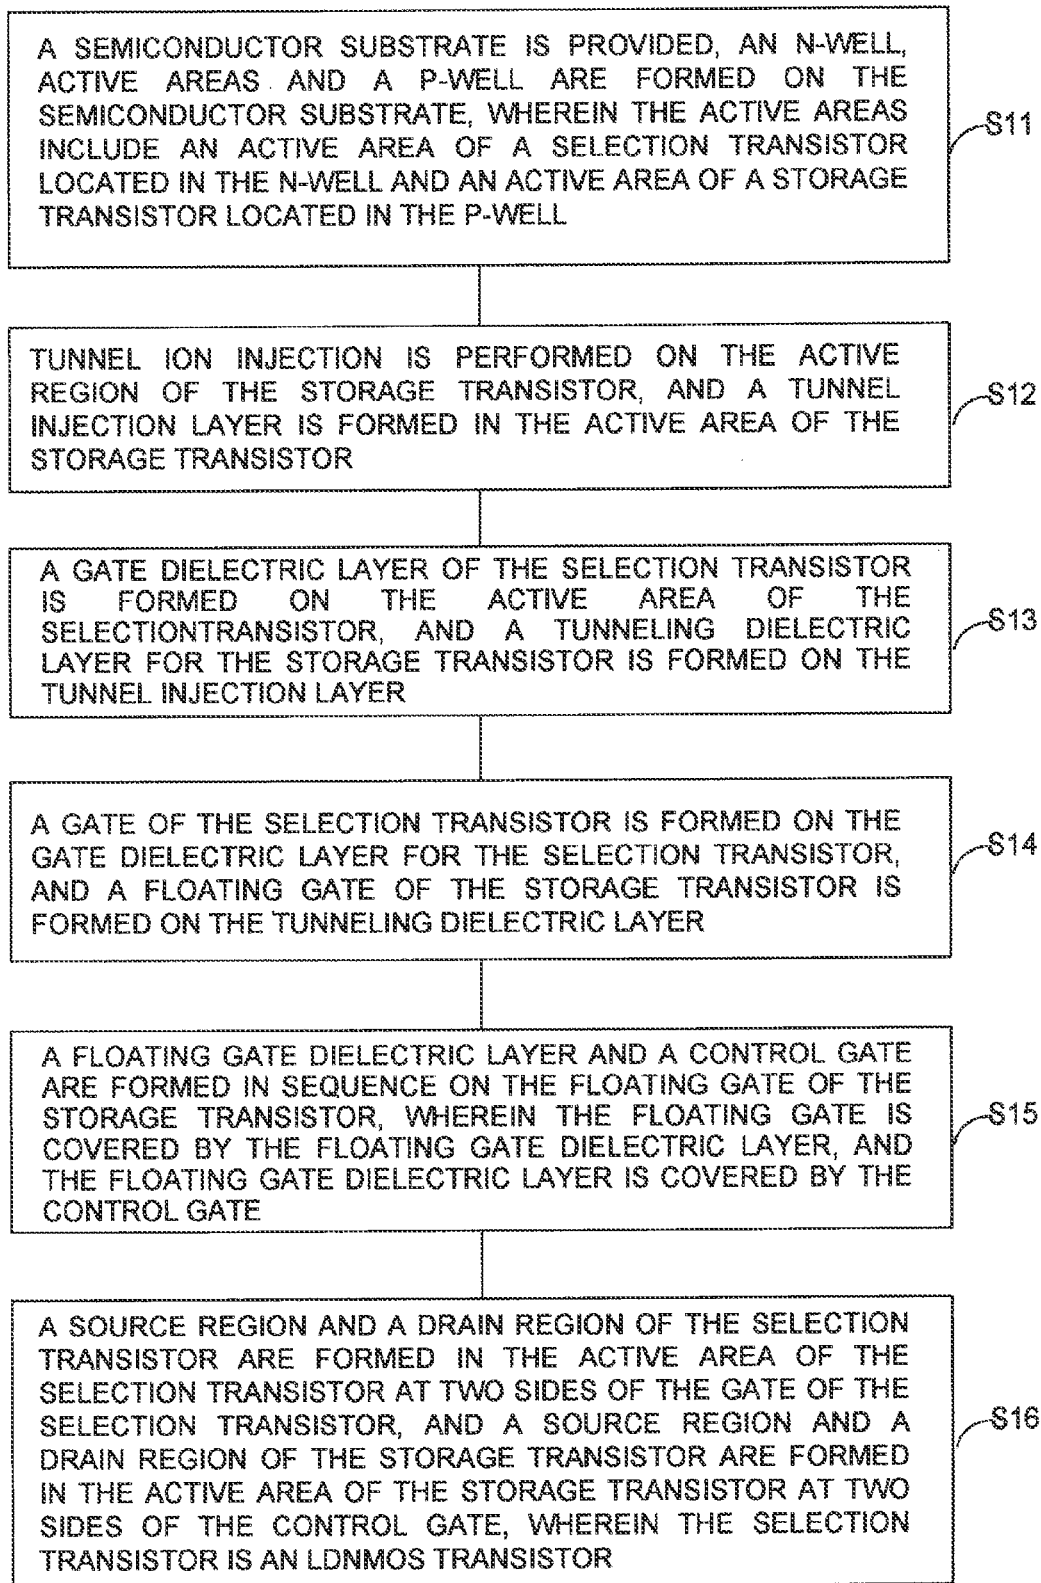 A SEMICONDUCTOR SUBSTRATE IS PROVIDED, AN N-WELL,
ACTIVE AREAS AND A P-WELL ARE FORMED ON THE
SEMICONDUCTOR SUBSTRATE, WHEREIN THE ACTIVE AREAS
INCLUDE AN ACTIVE AREA OF A SELECTION TRANSISTOR
LOCATED IN THE N-WELL AND AN ACTIVE AREA OF A STORAGE
TRANSISTOR LOCATED IN THE P-WELL
S11
TUNNEL ION INJECTION IS PERFORMED ON THE ACTIVE
REGION OF THE STORAGE TRANSISTOR, AND A TUNNEL
INJECTION LAYER IS FORMED IN THE ACTIVE AREA OF THE
STORAGE TRANSISTOR
S12
A GATE DIELECTRIC LAYER OF THE SELECTION TRANSISTOR
IS FORMED ON THE ACTIVE AREA OF THE
SELECTIONTRANSISTOR, AND A TUNNELING DIELECTRIC
LAYER FOR THE STORAGE TRANSISTOR IS FORMED ON THE
TUNNEL INJECTION LAYER
S13
A GATE OF THE SELECTION TRANSISTOR IS FORMED ON THE
GATE DIELECTRIC LAYER FOR THE SELECTION TRANSISTOR,
AND A FLOATING GATE OF THE STORAGE TRANSISTOR IS
FORMED ON THE TUNNELING DIELECTRIC LAYER
S14
A FLOATING GATE DIELECTRIC LAYER AND A CONTROL GATE
ARE FORMED IN SEQUENCE ON THE FLOATING GATE OF THE
STORAGE TRANSISTOR, WHEREIN THE FLOATING GATE IS
COVERED BY THE FLOATING GATE DIELECTRIC LAYER, AND
THE FLOATING GATE DIELECTRIC LAYER IS COVERED BY THE
CONTROL GATE
S15
A SOURCE REGION AND A DRAIN REGION OF THE SELECTION
TRANSISTOR ARE FORMED IN THE ACTIVE AREA OF THE
SELECTION TRANSISTOR AT TWO SIDES OF THE GATE OF THE
SELECTION TRANSISTOR, AND A SOURCE REGION AND A
DRAIN REGION OF THE STORAGE TRANSISTOR ARE FORMED
IN THE ACTIVE AREA OF THE STORAGE TRANSISTOR AT TWO
SIDES OF THE CONTROL GATE, WHEREIN THE SELECTION
TRANSISTOR IS AN LDNMOS TRANSISTOR
S16